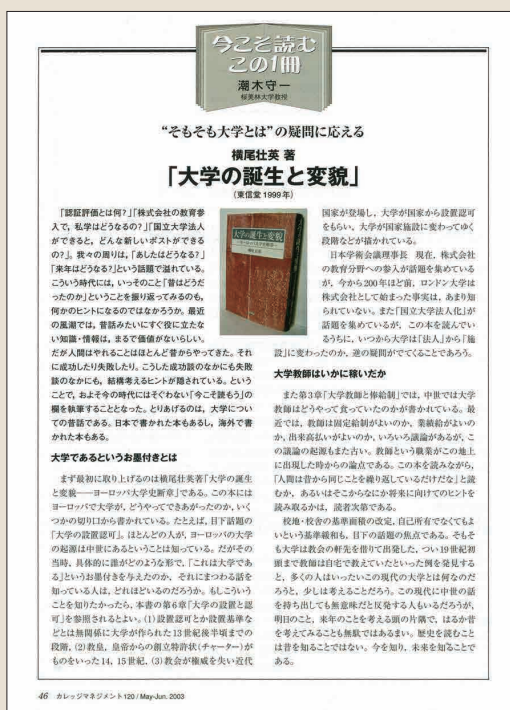 今こそ読む
この1冊
潮木守一
桜美林大学教授
“そもそも大学とは”の疑問に応える
横尾壮英 著
「大学の誕生と変貌」
(東信堂 1999年)
「認証評価とは何?」「株式会社の教育参
入で、私学はどうなるの?」「国立大学法人
ができると、どんな新しいポストができる
の?」。我々の周りは、「あしたはどうなる?」
「来年はどうなる?」という話題で溢れている。
こういう時代には、いっそのこと「昔はどうだ
ったのか」ということを振り返ってみるのも、
何かのヒントになるのではなかろうか。最近
の風潮では、昔話みたいにすぐ役に立たな
い知識・情報は、まるで価値がないらしい。
だが人間はやれることはほとんど昔からやってきた。それ
に成功したり失敗したり。こうした成功談のなかにも失敗
談のなかにも、結構考えるヒントが隠されている。という
ことで、およそ今の時代にはそぐわない「今こそ読もう」の
欄を執筆することとなった。とりあげるのは、大学につい
ての昔話である。日本で書かれた本もあるし、海外で書
かれた本もある。
大学であるというお墨付きとは
まず最初に取り上げるのは横尾壮英著「大学の誕生
と変貌──ヨーロッパ大学史断章」である。この本には
ヨーロッパで大学が、どうやってできあがったのか、いく
つかの切り口から書かれている。たとえば、目下話題の
「大学の設置認可」。ほとんどの人が、ヨーロッパの大学
の起源は中世にあるということは知っている。だがその
当時、具体的に誰がどのような形で、「これは大学であ
る」というお墨付きを与えたのか、それにまつわる話を
知っている人は、どれほどいるのだろうか。もしこういう
ことを知りたかったら、本書の第6章「大学の設置と認
可」を参照されるとよい。(1)設置認可とか設置基準な
どとは無関係に大学が作られた13世紀後半頃までの
段階、(2)教皇、皇帝からの創立特許状(チャーター)が
ものをいった14、15世紀、(3)教会が権威を失い近代
国家が登場し、大学が国家から設置認可
をもらい、大学が国家施設に変わってゆく
段階などが描かれている。
日本学術会議理事長 現在、株式会社
の教育分野への参入が話題を集めている
が、今から200年ほど前、ロンドン大学は
株式会社として始まった事実は、あまり知
られていない。また「国立大学法人化」が
話題を集めているが、この本を読んでい
るうちに、いつから大学は「法人」から「施
設」に変わったのか、逆の疑問がでてくることであろう。
大学教師はいかに稼いだか
また第3章「大学教師と俸給制」では、中世では大学
教師はどうやって食っていたのかが書かれている。最
近では、教師は固定給制がよいのか、業績給がよいの
か、出来高払いがよいのか、いろいろ議論があるが、こ
の議論の起源もまた古い。教師という職業がこの地上
に出現した時からの論点である。この本を読みながら、
「人間は昔から同じことを繰り返しているだけだな」と読
むか、あるいはそこからなにか将来に向けてのヒントを
読み取るかは、読者次第である。
校地・校舎の基準面積の改定、自己所有でなくてもよ
いという基準緩和も、目下の話題の焦点である。そもそ
も大学は教会の軒先を借りて出発した、つい19世紀初
頭まで教師は自宅で教えていたといった例を発見する
と、多くの人はいったいこの現代の大学とは何なのだ
ろうと、少しは考えることだろう。この現代に中世の話
を持ち出しても無意味だと反発する人もいるだろうが、
明日のこと、来年のことを考える頭の片隅で、はるか昔
を考えてみることも無駄ではあるまい。歴史を読むこと
は昔を知ることではない。今を知り、未来を知ることで
ある。
46 カレッジマネジメント120 / May-Jun. 2003